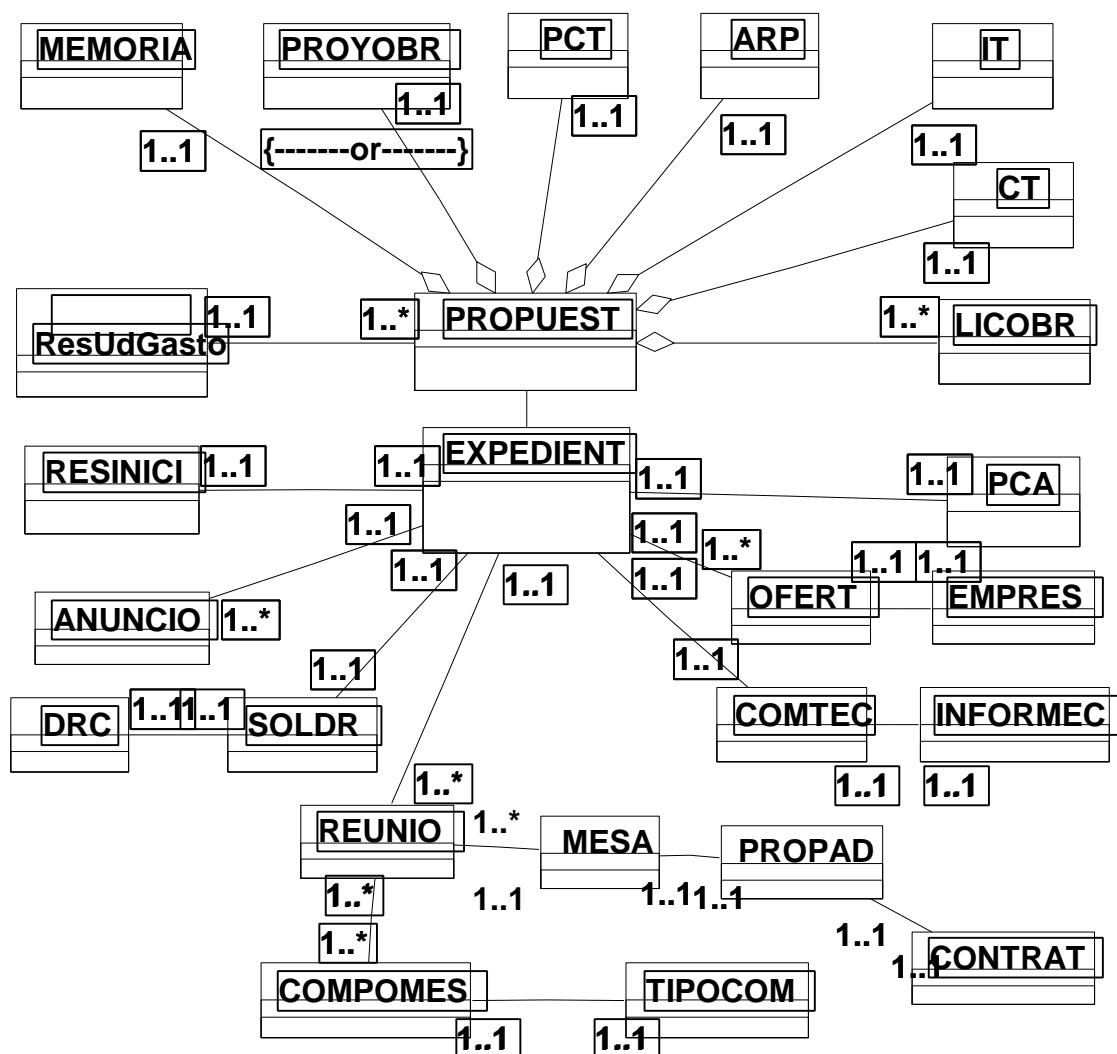 MEMORIA PROYOBR PCT ARP IT
1..1 1..1 1..1 1..1
{-------or-------}
1..1
CT
1..1
ResUdGasto 1..1 1..* PROPUEST 1..* LICOBR
RESINICI 1..1 1..1 EXPEDIENT 1..1 1..1 PCA
1..1 1..1 1..*
1..1 1..1 1..1 1..1 1..1
ANUNCIO 1..* OFERT EMPRES
1..1 1..1
DRC 1..1 1..1 SOLDR COMTEC INFORMEC
1..* 1..1 1..1
REUNIO 1..* MESA PROPAD
1..* 1..1 1..1 1..1
1..* 1..1
1..1 CONTRAT
COMPOMES TIPOCOM
1..1 1..1